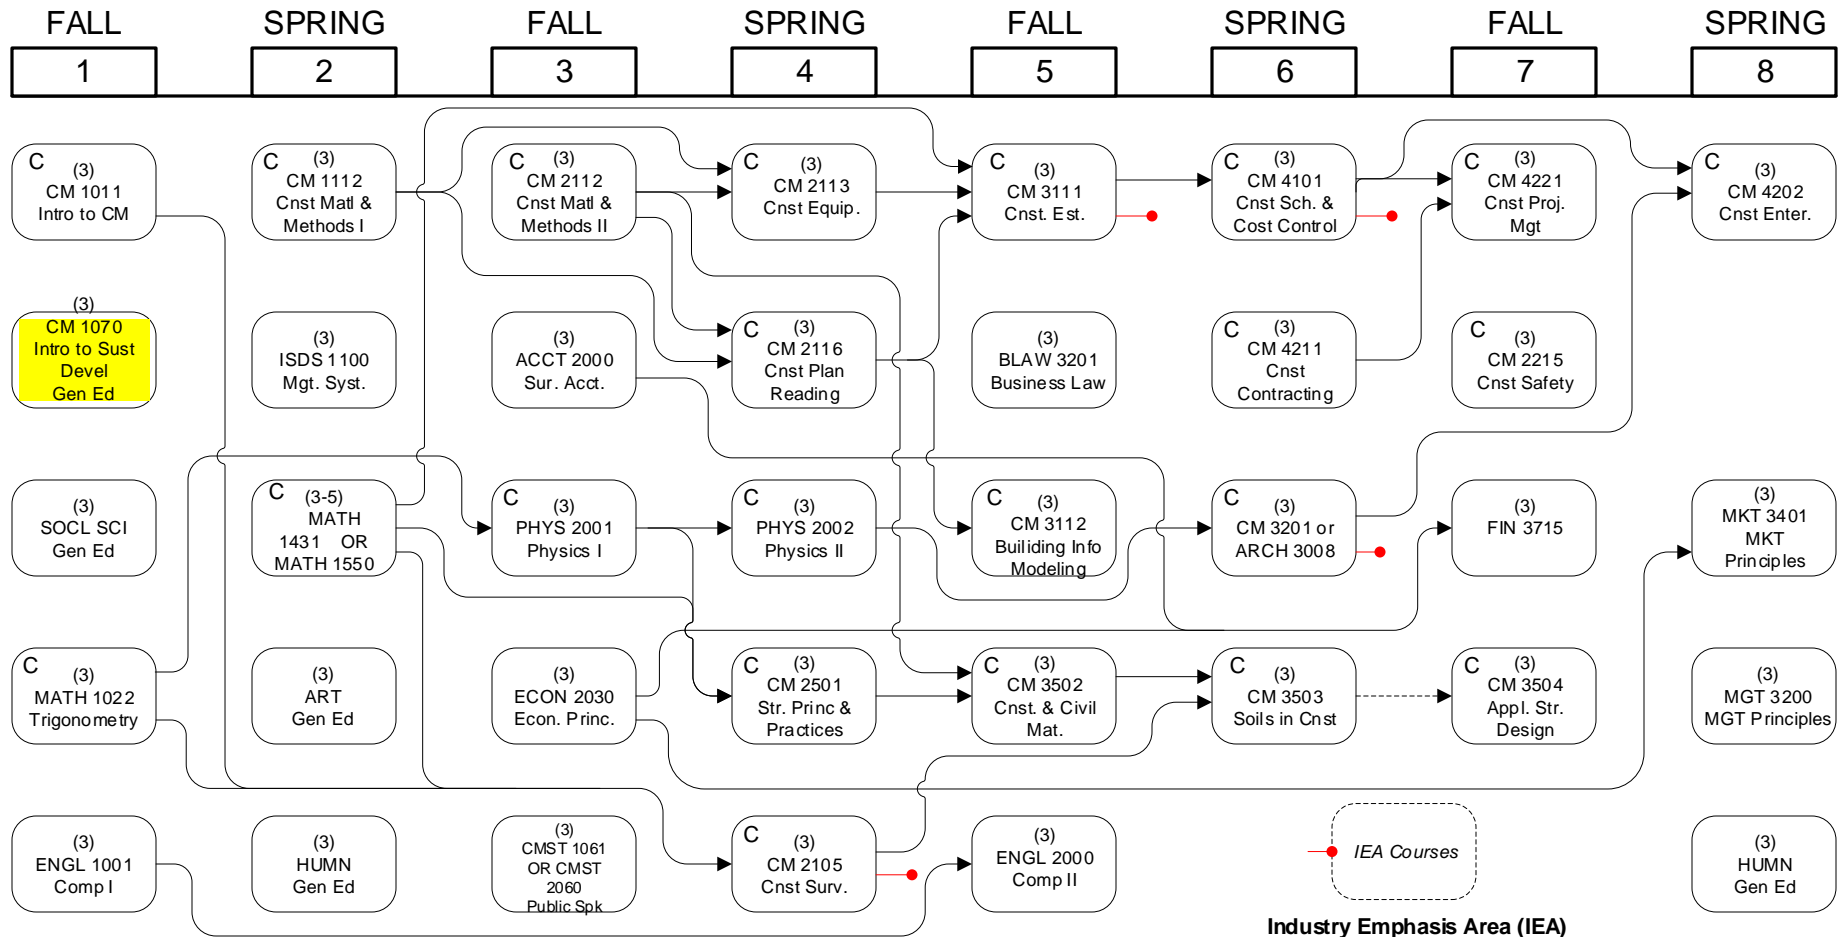 FALL SPRING FALL SPRING FALL SPRING FALL SPRING
1 2 3 4 5 6 7 8
C (3)
CM 1011
Intro to CM
C (3)
CM 1112
Cnst Matl &
Methods I
C (3)
CM 2112
Cnst Matl &
Methods II
C (3)
CM 2113
Cnst Equip.
C (3)
CM 3111
Cnst. Est.
C (3)
CM 4101
Cnst Sch. &
Cost Control
C (3)
CM 4221
Cnst Proj.
Mgt
C (3)
CM 4202
Cnst Enter.
(3)
CM 1070
Intro to Sust
Devel
Gen Ed
(3)
ISDS 1100
Mgt. Syst.
(3)
ACCT 2000
Sur. Acct.
C (3)
CM 2116
Cnst Plan
Reading
(3)
BLAW 3201
Business Law
C (3)
CM 4211
Cnst
Contracting
C (3)
CM 2215
Cnst Safety
(3)
SOCL SCI
Gen Ed
C (3-5)
MATH
1431 OR
MATH 1550
C (3)
PHYS 2001
Physics I
C (3)
PHYS 2002
Physics II
C (3)
CM 3112
Builiding Info
Modeling
C (3)
CM 3201 or
ARCH 3008
(3)
FIN 3715
(3)
MKT 3401
MKT
Principles
C (3)
MATH 1022
Trigonometry
(3)
ART
Gen Ed
(3)
ECON 2030
Econ. Princ.
C (3)
CM 2501
Str. Princ &
Practices
C (3)
CM 3502
Cnst. & Civil
Mat.
C (3)
CM 3503
Soils in Cnst
C (3)
CM 3504
Appl. Str.
Design
(3)
MGT 3200
MGT Principles
(3)
ENGL 1001
Comp I
(3)
HUMN
Gen Ed
(3)
CMST 1061
OR CMST
2060
Public Spk
C (3)
CM 2105
Cnst Surv.
(3)
ENGL 2000
Comp II
IEA Courses
Industry Emphasis Area (IEA)
(3)
HUMN
Gen Ed